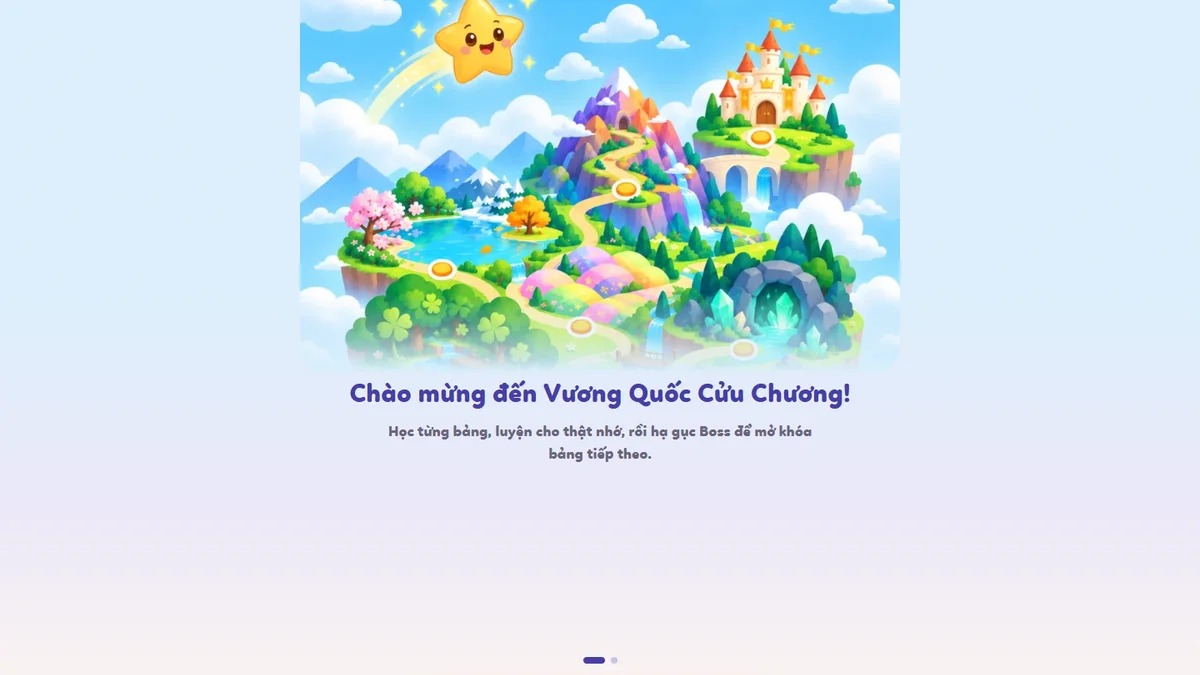 Chào mừng đến Vương Quốc Cửu Chương!
Học từng bảng, luyện cho thật nhớ, rồi hạ gục Boss để mở khóa
bảng tiếp theo.